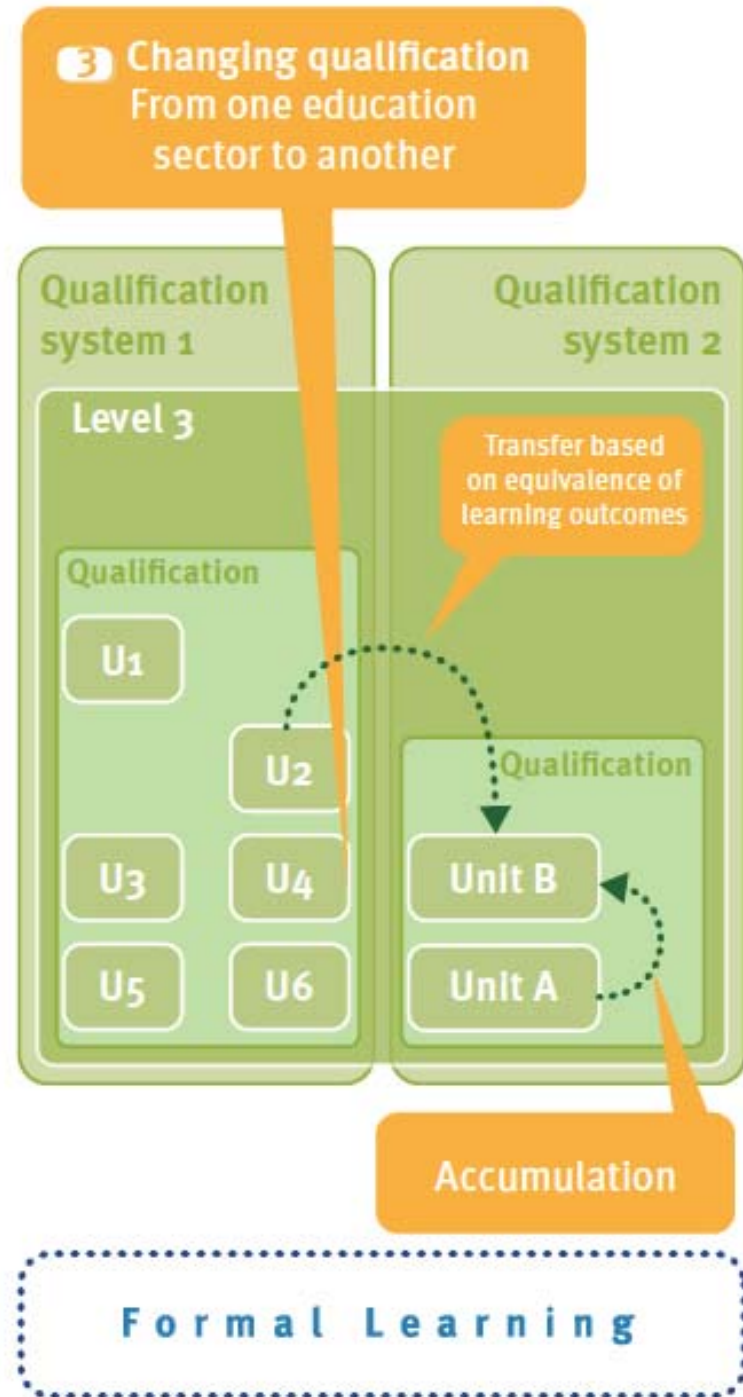 3 Changing qualification
From one education
sector to another
Qualification
system 1
Qualification
system 2
Level 3
Transfer based
on equivalence of
learning outcomes
Qualification
U1
U2
Qualification
U3
U4
Unit B
U5
U6
Unit A
Accumulation
Formal Learning